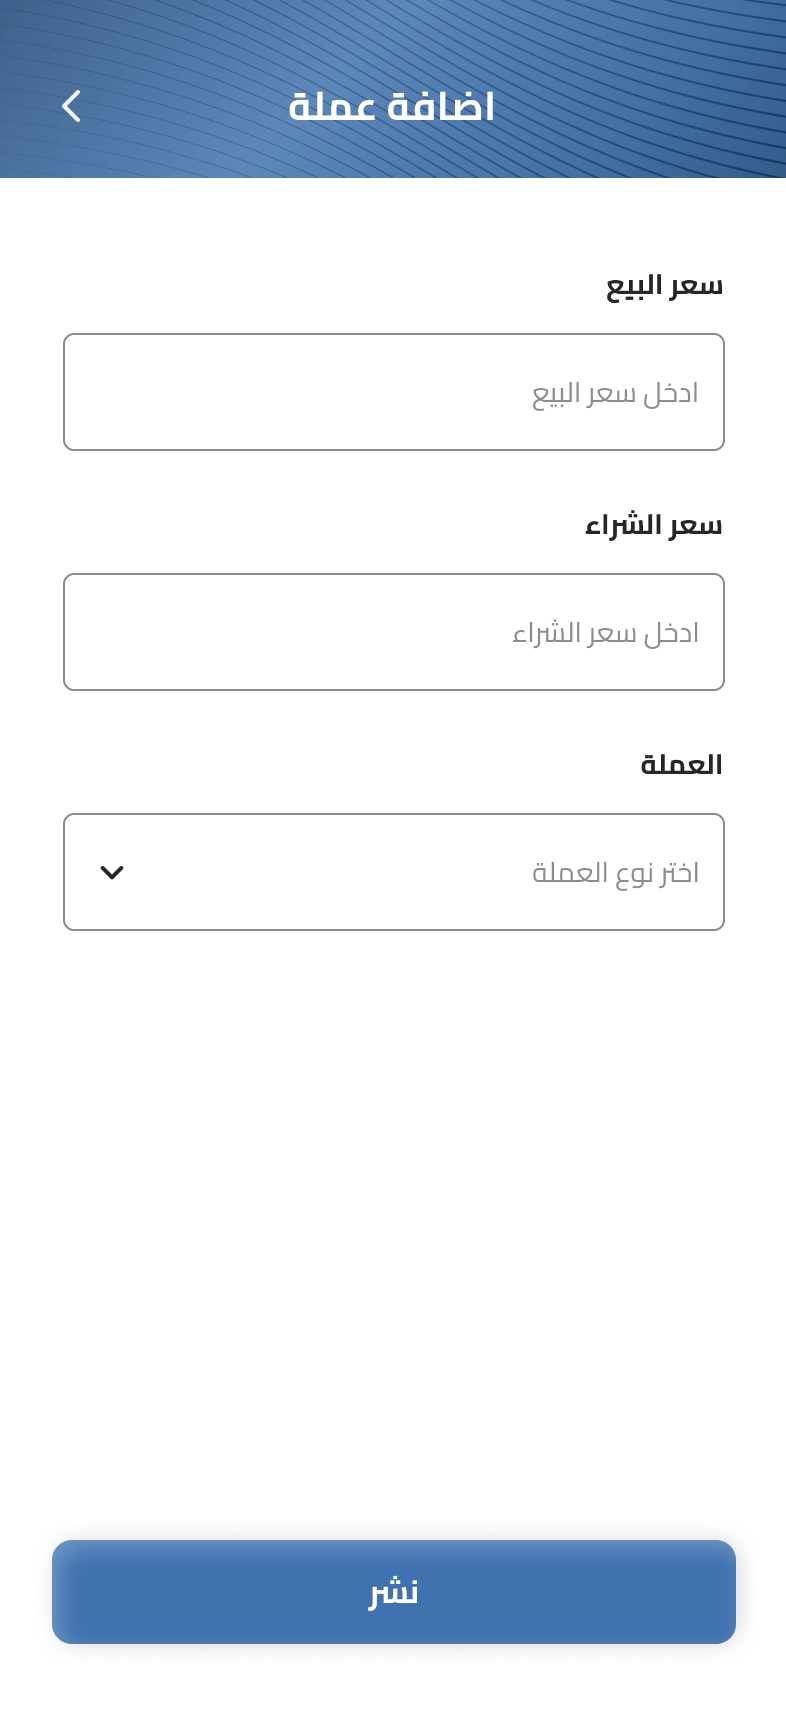 اضافة عملة
سعر البيع
ادخل سعر البيع
سعر الشراء
ادخل سعر الشراء
العملة
اختر نوع العملة
نشر